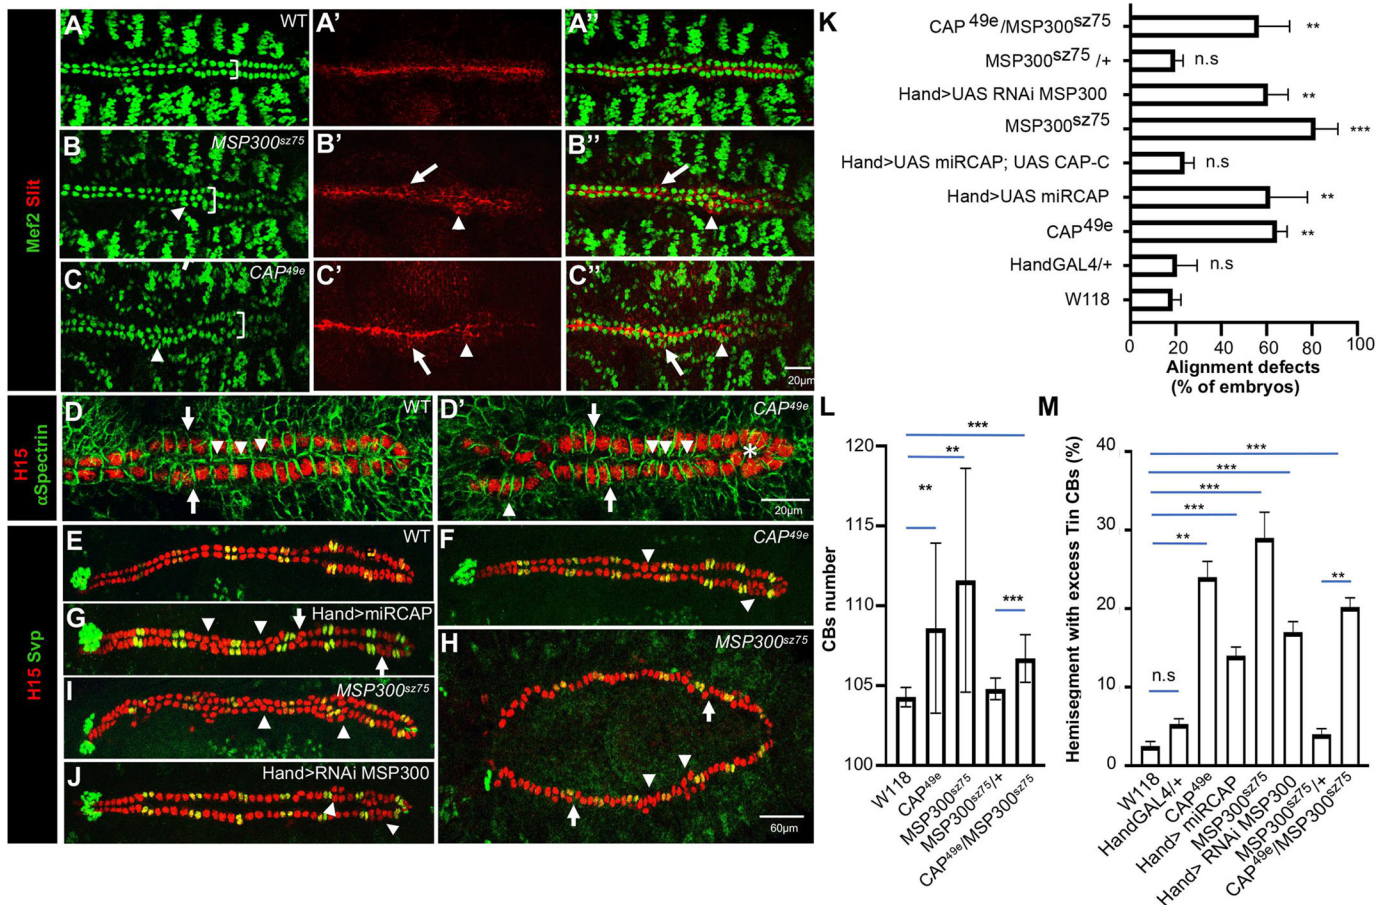 A WT
A'
A''
B MSP300sz75
B'
B''
C CAP49e
C'
C''
20μm
Mef2 Slit
D WT
D' CAP49e
*
20μm
H15
αSpectrin
E WT
F CAP49e
G Hand>miRCAP
H MSP300sz75
I MSP300sz75
J Hand>RNAi MSP300
60μm
H15 Svp
K
CAP 49e/MSP300sz75 **
MSP300sz75 /+ n.s
Hand>UAS RNAi MSP300 **
MSP300sz75 ***
Hand>UAS miRCAP; UAS CAP-C n.s
Hand>UAS miRCAP **
CAP49e **
HandGAL4/+ n.s
W118
0 20 40 60 80 100
Alignment defects
(% of embryos)
L
CBs number
120
115
110
105
100
***
**
**
***
W118
CAP49e
MSP300sz75
MSP300sz75/+
CAP49e/MSP300sz75
M
Hemisegment with excess Tin CBs (%)
40
30
20
10
0
***
***
***
***
**
**
n.s
W118
HandGAL4/+
CAP49e
Hand> miRCAP
MSP300sz75
Hand> RNAi MSP300
MSP300sz75/+
CAP49e/MSP300sz75